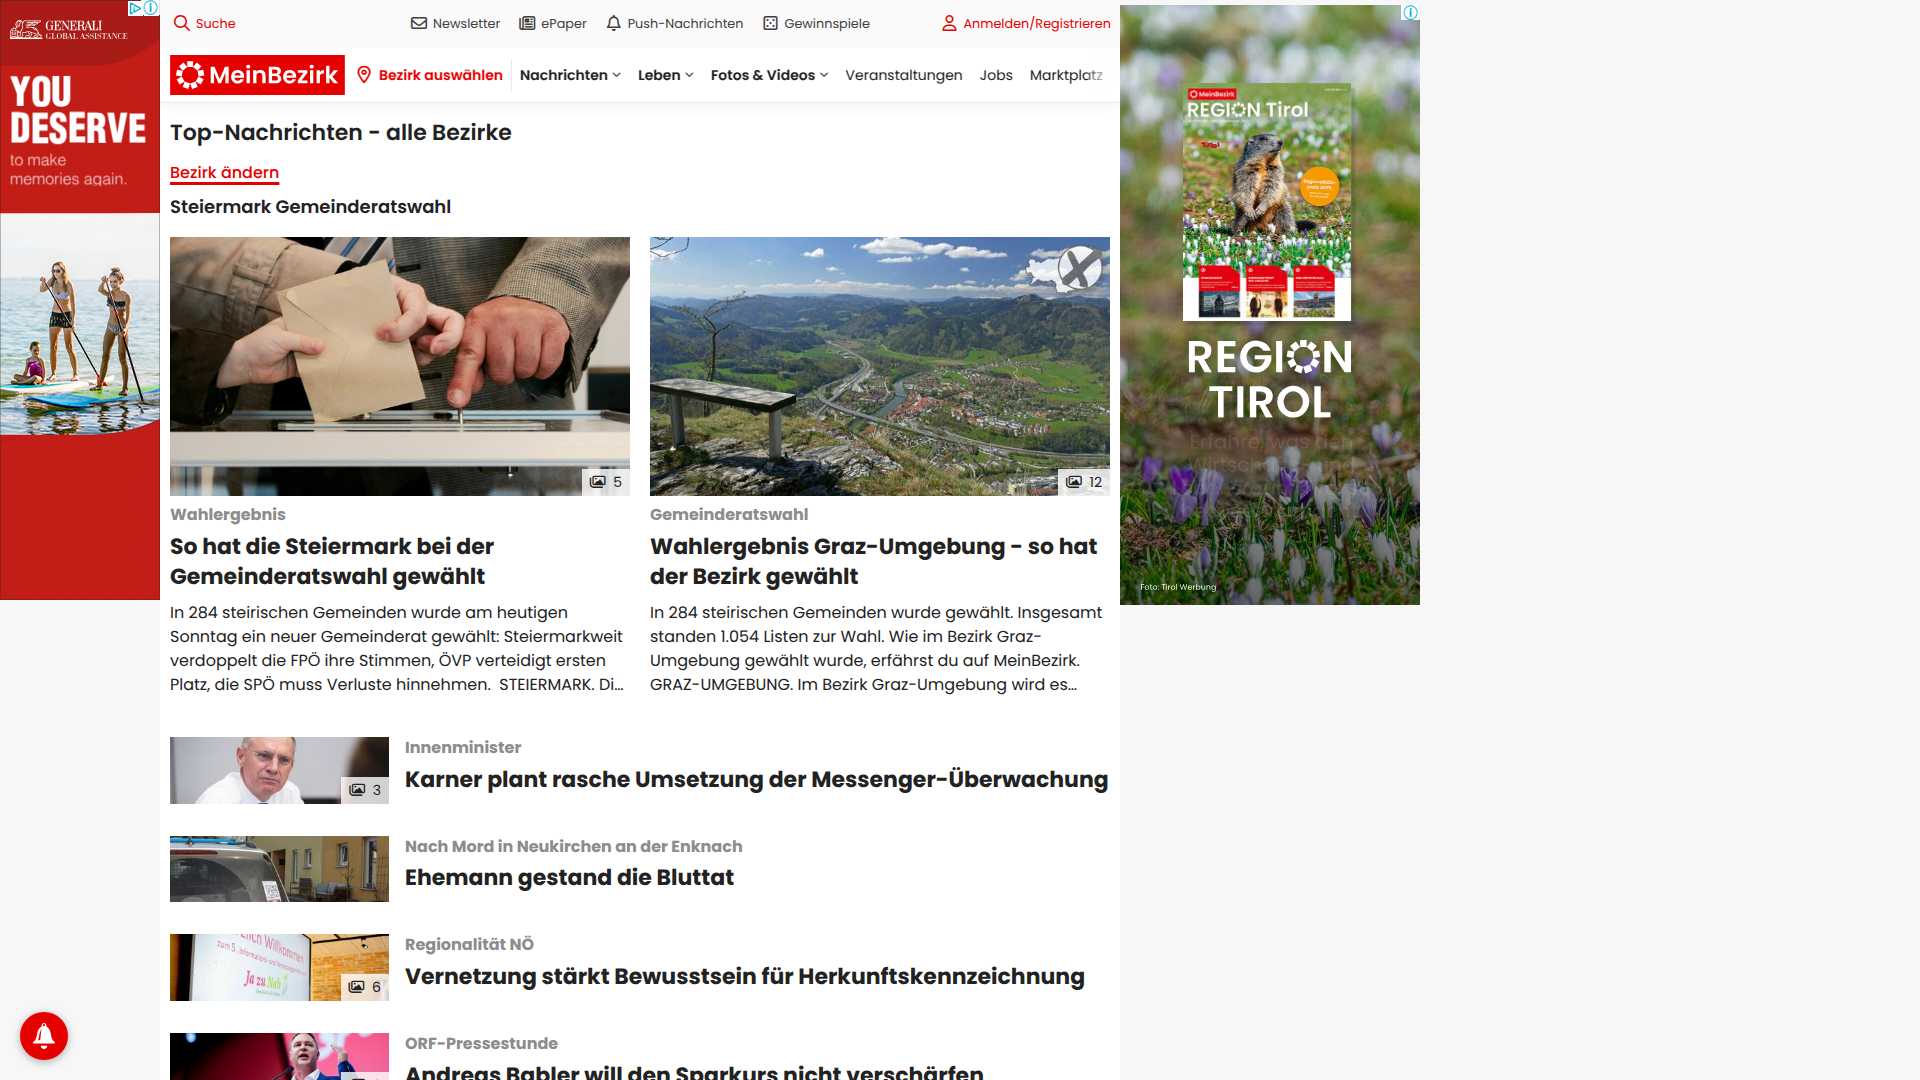 GENERALI
GLOBAL ASSISTANCE
YOU
DESERVE
to make
memories again.
Suche
Newsletter
ePaper
Push-Nachrichten
Gewinnspiele
Anmelden/Registrieren
MeinBezirk
Bezirk auswählen
Nachrichten
Leben
Fotos & Videos
Veranstaltungen
Jobs
Marktplatz
Top-Nachrichten - alle Bezirke
Bezirk ändern
Steiermark Gemeinderatswahl
5
Wahlergebnis
So hat die Steiermark bei der
Gemeinderatswahl gewählt
In 284 steirischen Gemeinden wurde am heutigen
Sonntag ein neuer Gemeinderat gewählt: Steiermarkweit
verdoppelt die FPÖ ihre Stimmen, ÖVP verteidigt ersten
Platz, die SPÖ muss Verluste hinnehmen. STEIERMARK. Di...
12
Gemeinderatswahl
Wahlergebnis Graz-Umgebung - so hat
der Bezirk gewählt
In 284 steirischen Gemeinden wurde gewählt. Insgesamt
standen 1.054 Listen zur Wahl. Wie im Bezirk Graz-
Umgebung gewählt wurde, erfährst du auf MeinBezirk.
GRAZ-UMGEBUNG. Im Bezirk Graz-Umgebung wird es...
3
Innenminister
Karner plant rasche Umsetzung der Messenger-Überwachung
Nach Mord in Neukirchen an der Enknach
Ehemann gestand die Bluttat
zum 5.
Ja zu Nah
6
Regionalität NÖ
Vernetzung stärkt Bewusstsein für Herkunftskennzeichnung
ORF-Pressestunde
Andreas Babler will den Sparkurs nicht verschärfen
MeinBezirk
REGION Tirol
REGION
TIROL
Erfahre, was den
Foto: Tirol Werbung